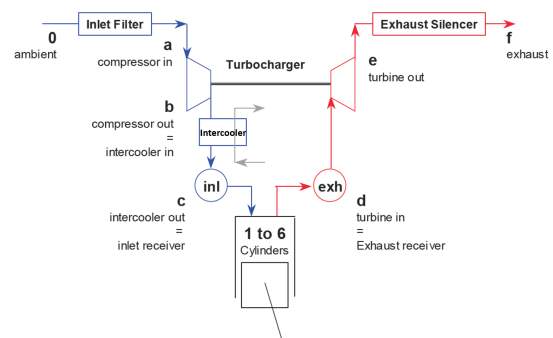 Inlet Filter
Exhaust Silencer
0
ambient
a
compressor in
Turbocharger
e
turbine out
f
exhaust
b
compressor out
=
intercooler in
Intercooler
inl
exh
c
intercooler out
=
inlet receiver
d
turbine in
=
Exhaust receiver
1 to 6
Cylinders